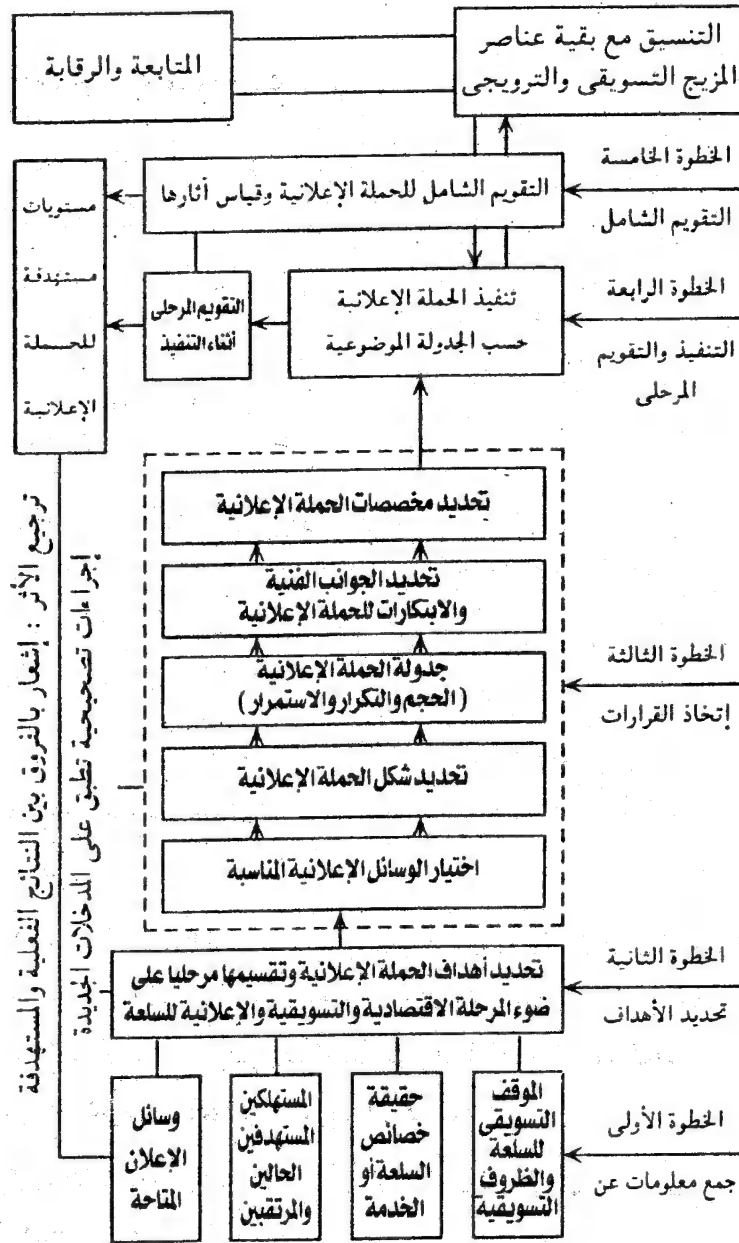 التنسيق مع بقية عناصر
المزيج التسويقى والترويجى
المتابعة والرقابة
الخطوة الخامسة
التقويم الشامل
التقويم الشامل للحملة الإعلانية وقياس أثارها
مستويات
مستهدفة
للحملة
الإعلانية
الخطوة الرابعة
التنفيذ والتقويم
المرحلى
تنفيذ الحملة الإعلانية
حسب الجدولة الموضوعية
التقويم المرحلى
أثناء التنفيذ
تحديد مخصصات الحملة الإعلانية
تحديد الجوانب الفنية
والابتكارات للحملة الإعلانية
جدولة الحملة الإعلانية
(الحجم والتكرار والاستمرار)
تحديد شكل الحملة الإعلانية
اختيار الوسائل الإعلانية المناسبة
الخطوة الثالثة
إتخاذ القرارات
إجراءات تصحيحية تطبق على المدخلات الجديدة
ترجيع الأثر : إشعار بالفروق بين النتائج الفعلية والمستهدفة
الخطوة الثانية
تحديد الأهداف
تحديد أهداف الحملة الإعلانية وتقسيمها مرحليا على
ضوء المرحلة الاقتصادية والتسويقية والإعلانية للسلعة
الخطوة الأولى
جمع معلومات عن
الموقف
التسويقى
للسلعة
والظروف
التسويقية
حقيقة
خصائص
السلعة أو
الخدمة
المستهلكين
المستهدفين
الحالين
والمرتقبين
وسائل
الإعلان
المتاحة